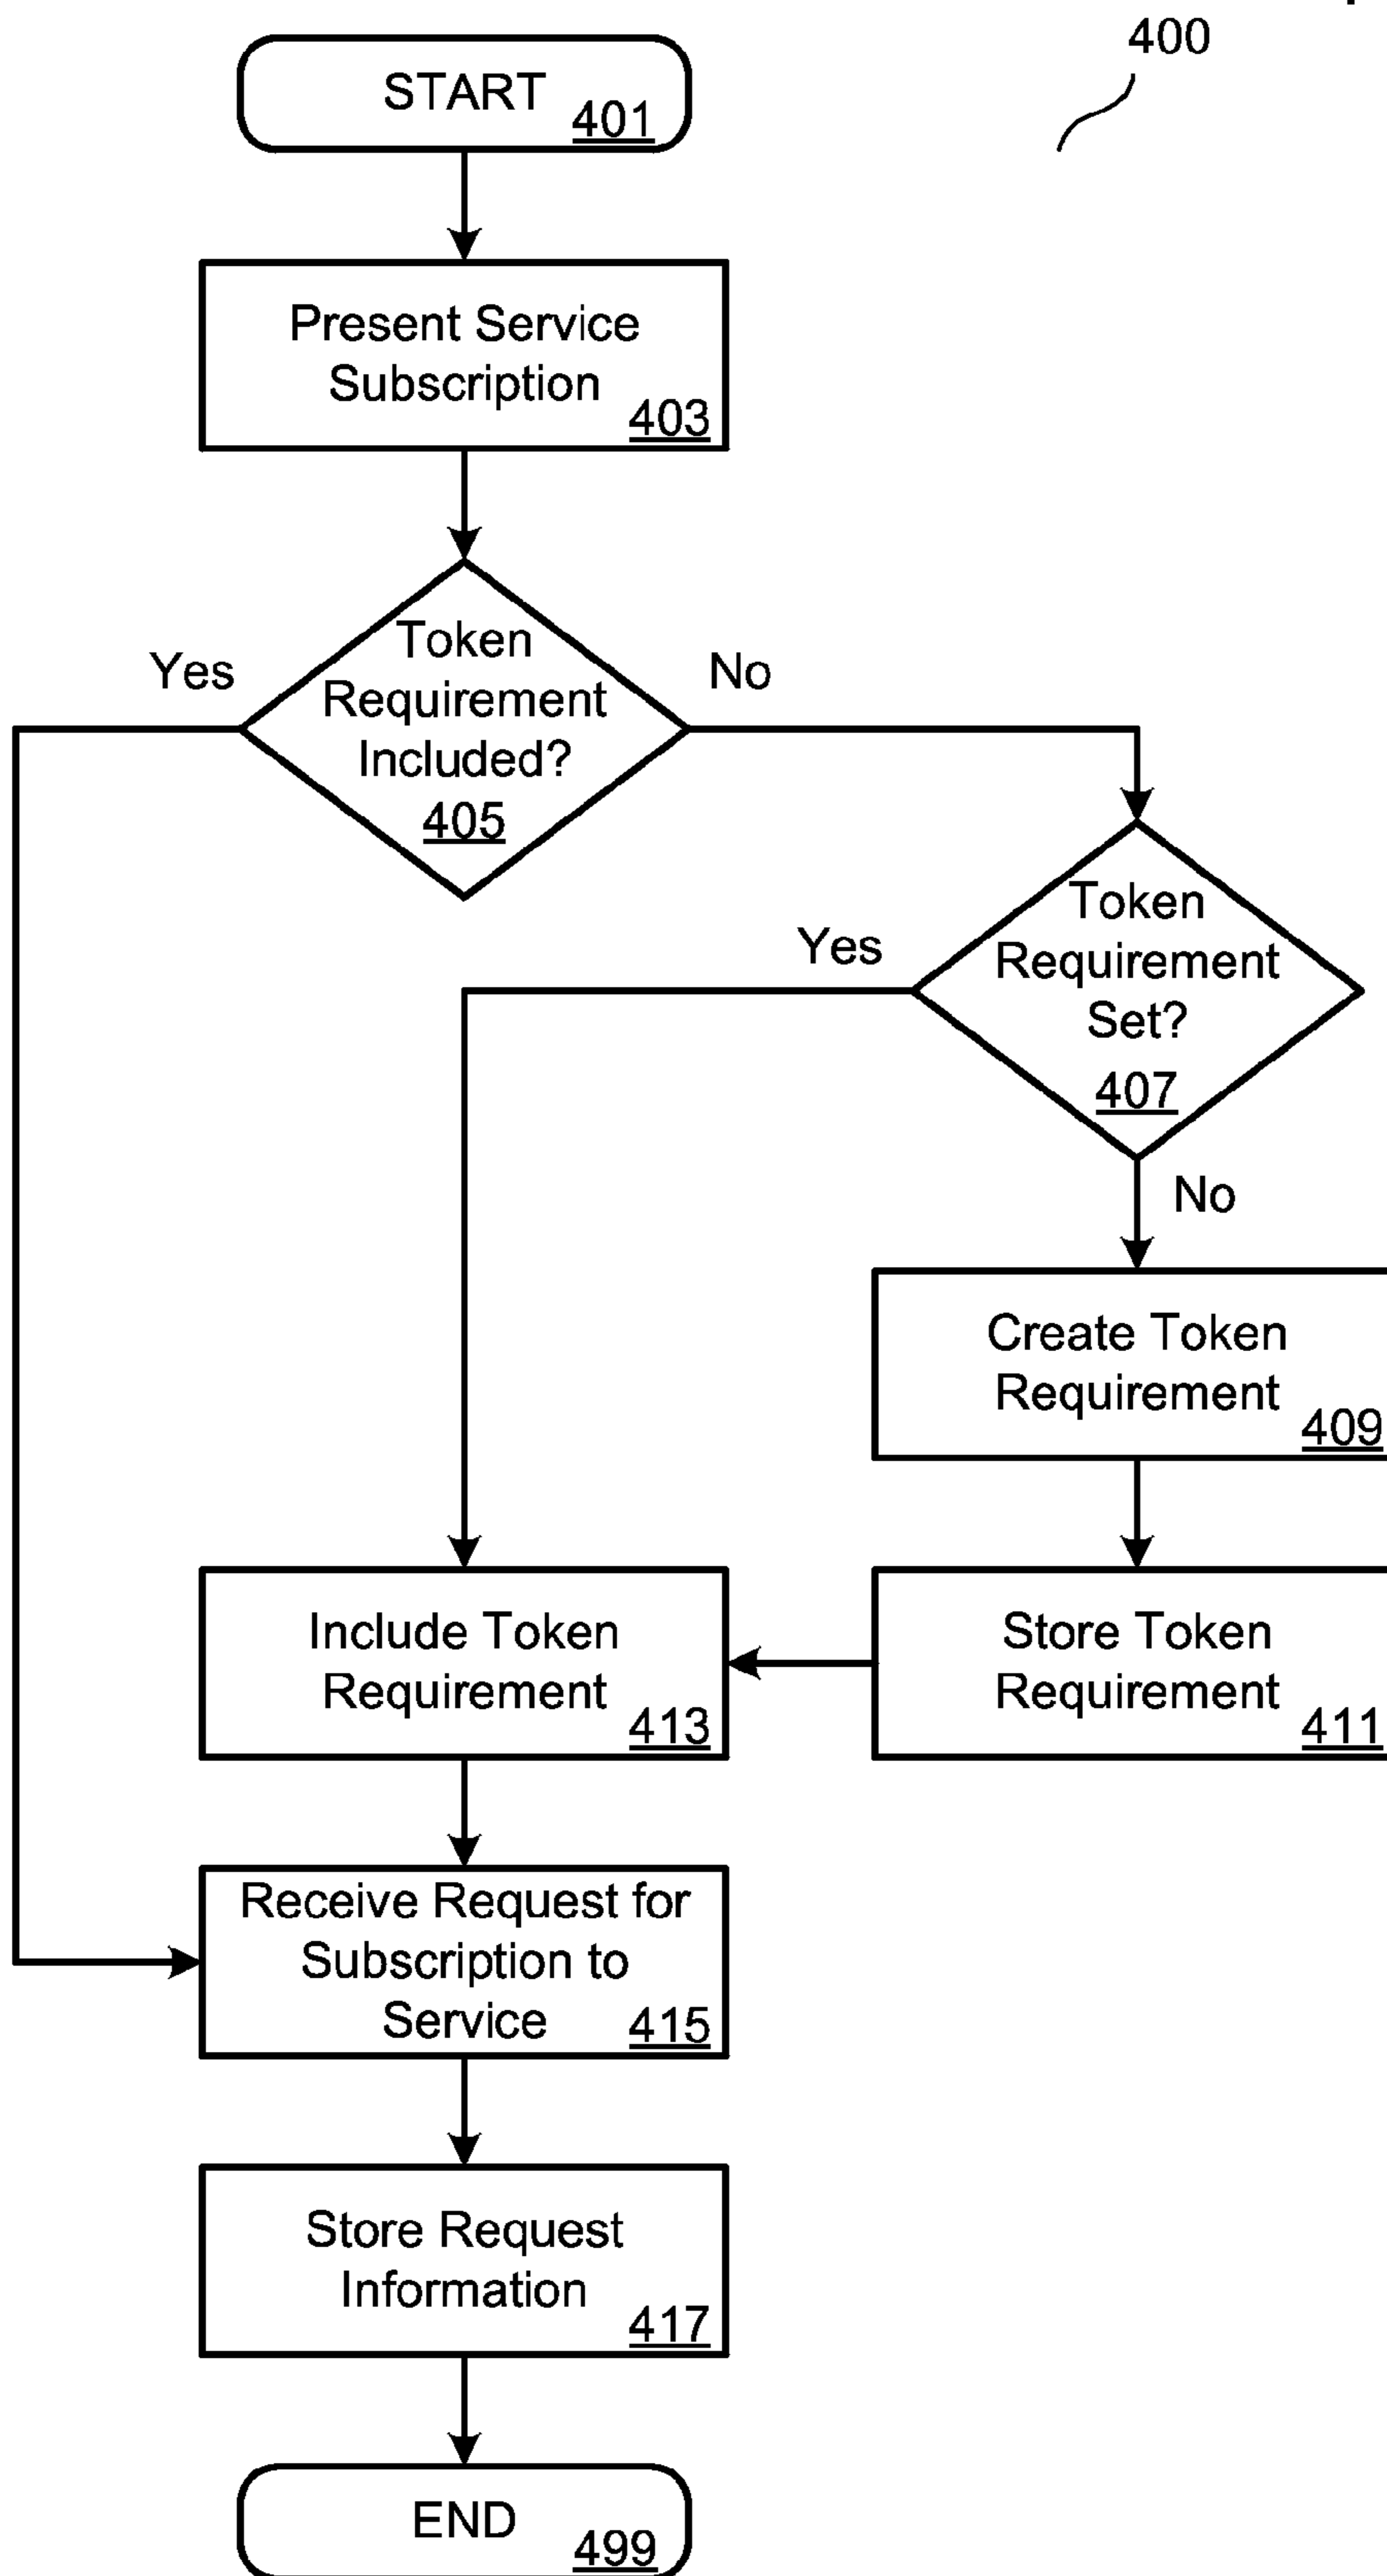 400
START
401
Present Service
Subscription
403
Token
Requirement
Included?
405
Yes
No
Token
Requirement
Set?
407
Yes
No
Create Token
Requirement
409
Store Token
Requirement
411
Include Token
Requirement
413
Receive Request for
Subscription to
Service
415
Store Request
Information
417
END
499